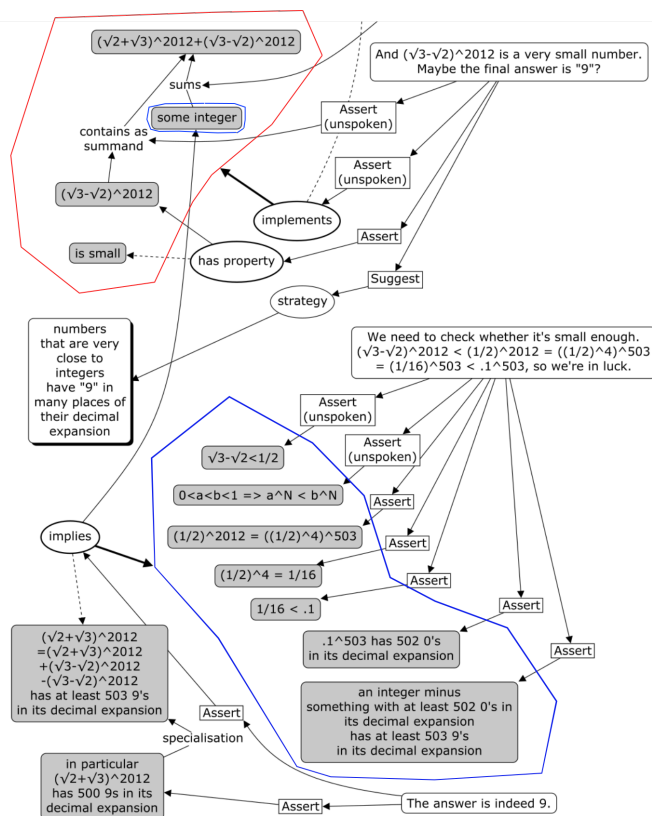 (√2+√3)^2012+(√3-√2)^2012
And (√3-√2)^2012 is a very small number.
Maybe the final answer is "9"?
sums
some integer
Assert
(unspoken)
contains as
summand
Assert
(unspoken)
(√3-√2)^2012
implements
Assert
is small
has property
Suggest
strategy
numbers
that are very
close to
integers
have "9" in
many places of
their decimal
expansion
We need to check whether it's small enough.
(√3-√2)^2012 < (1/2)^2012 = ((1/2)^4)^503
= (1/16)^503 < .1^503, so we're in luck.
Assert
(unspoken)
Assert
(unspoken)
√3-√2<1/2
0<a<b<1 => a^N < b^N
Assert
(1/2)^2012 = ((1/2)^4)^503
implies
Assert
(1/2)^4 = 1/16
Assert
1/16 < .1
Assert
(√2+√3)^2012
=(√2+√3)^2012
+(√3-√2)^2012
-(√3-√2)^2012
has at least 503 9's
in its decimal expansion
.1^503 has 502 0's
in its decimal expansion
Assert
an integer minus
something with at least 502 0's in
its decimal expansion
has at least 503 9's
in its decimal expansion
Assert
specialisation
in particular
(√2+√3)^2012
has 500 9s in its
decimal expansion
Assert
The answer is indeed 9.